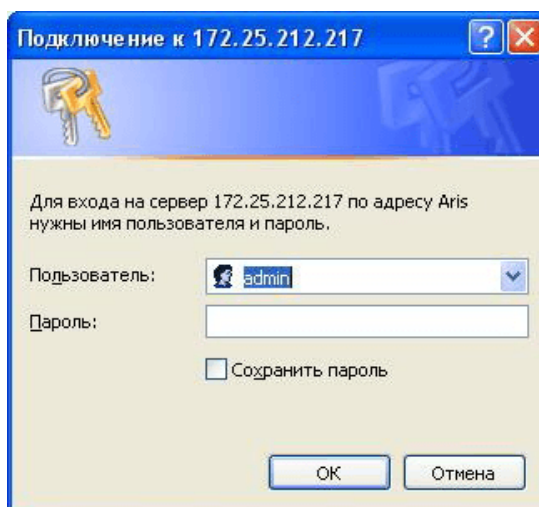 Подключение к 172.25.212.217
Для входа на сервер 172.25.212.217 по адресу Aris
нужны имя пользователя и пароль.
Пользователь: admin
Пароль:
Сохранить пароль
ОК Отмена